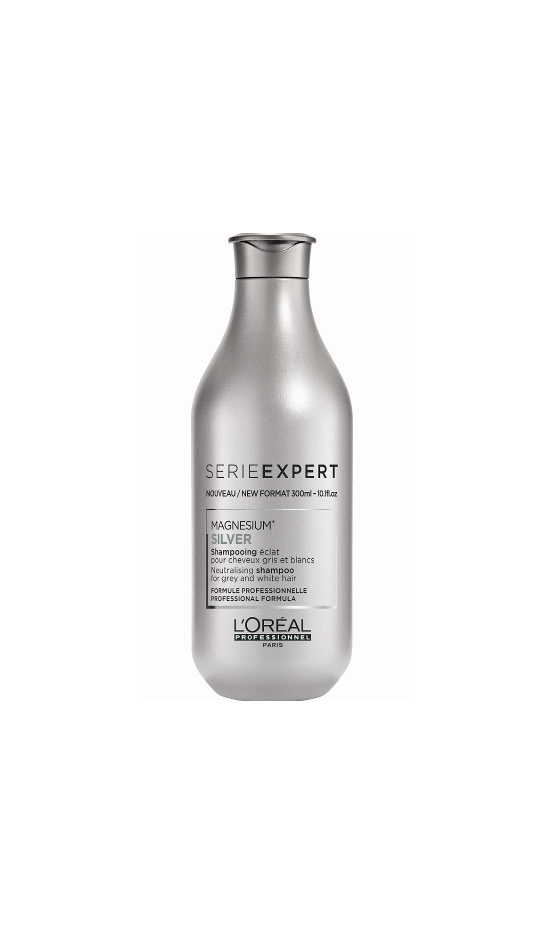 SERIEEXPERT
NOUVEAU / NEW FORMAT 300ml - 10.1fl.oz
MAGNESIUM*
SILVER
Shampooing éclat
pour cheveux gris et blancs
Neutralising shampoo
for grey and white hair
FORMULE PROFESSIONNELLE
PROFESSIONAL FORMULA
L'ORÉAL
PROFESSIONNEL
PARIS